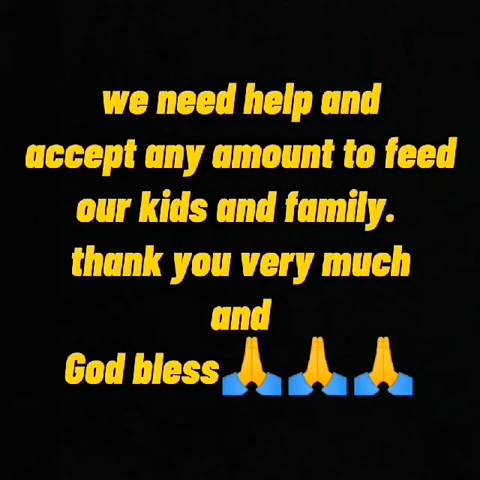 we need help and
accept any amount to feed
our kids and family.
thank you very much
and
God bless🙏🙏🙏